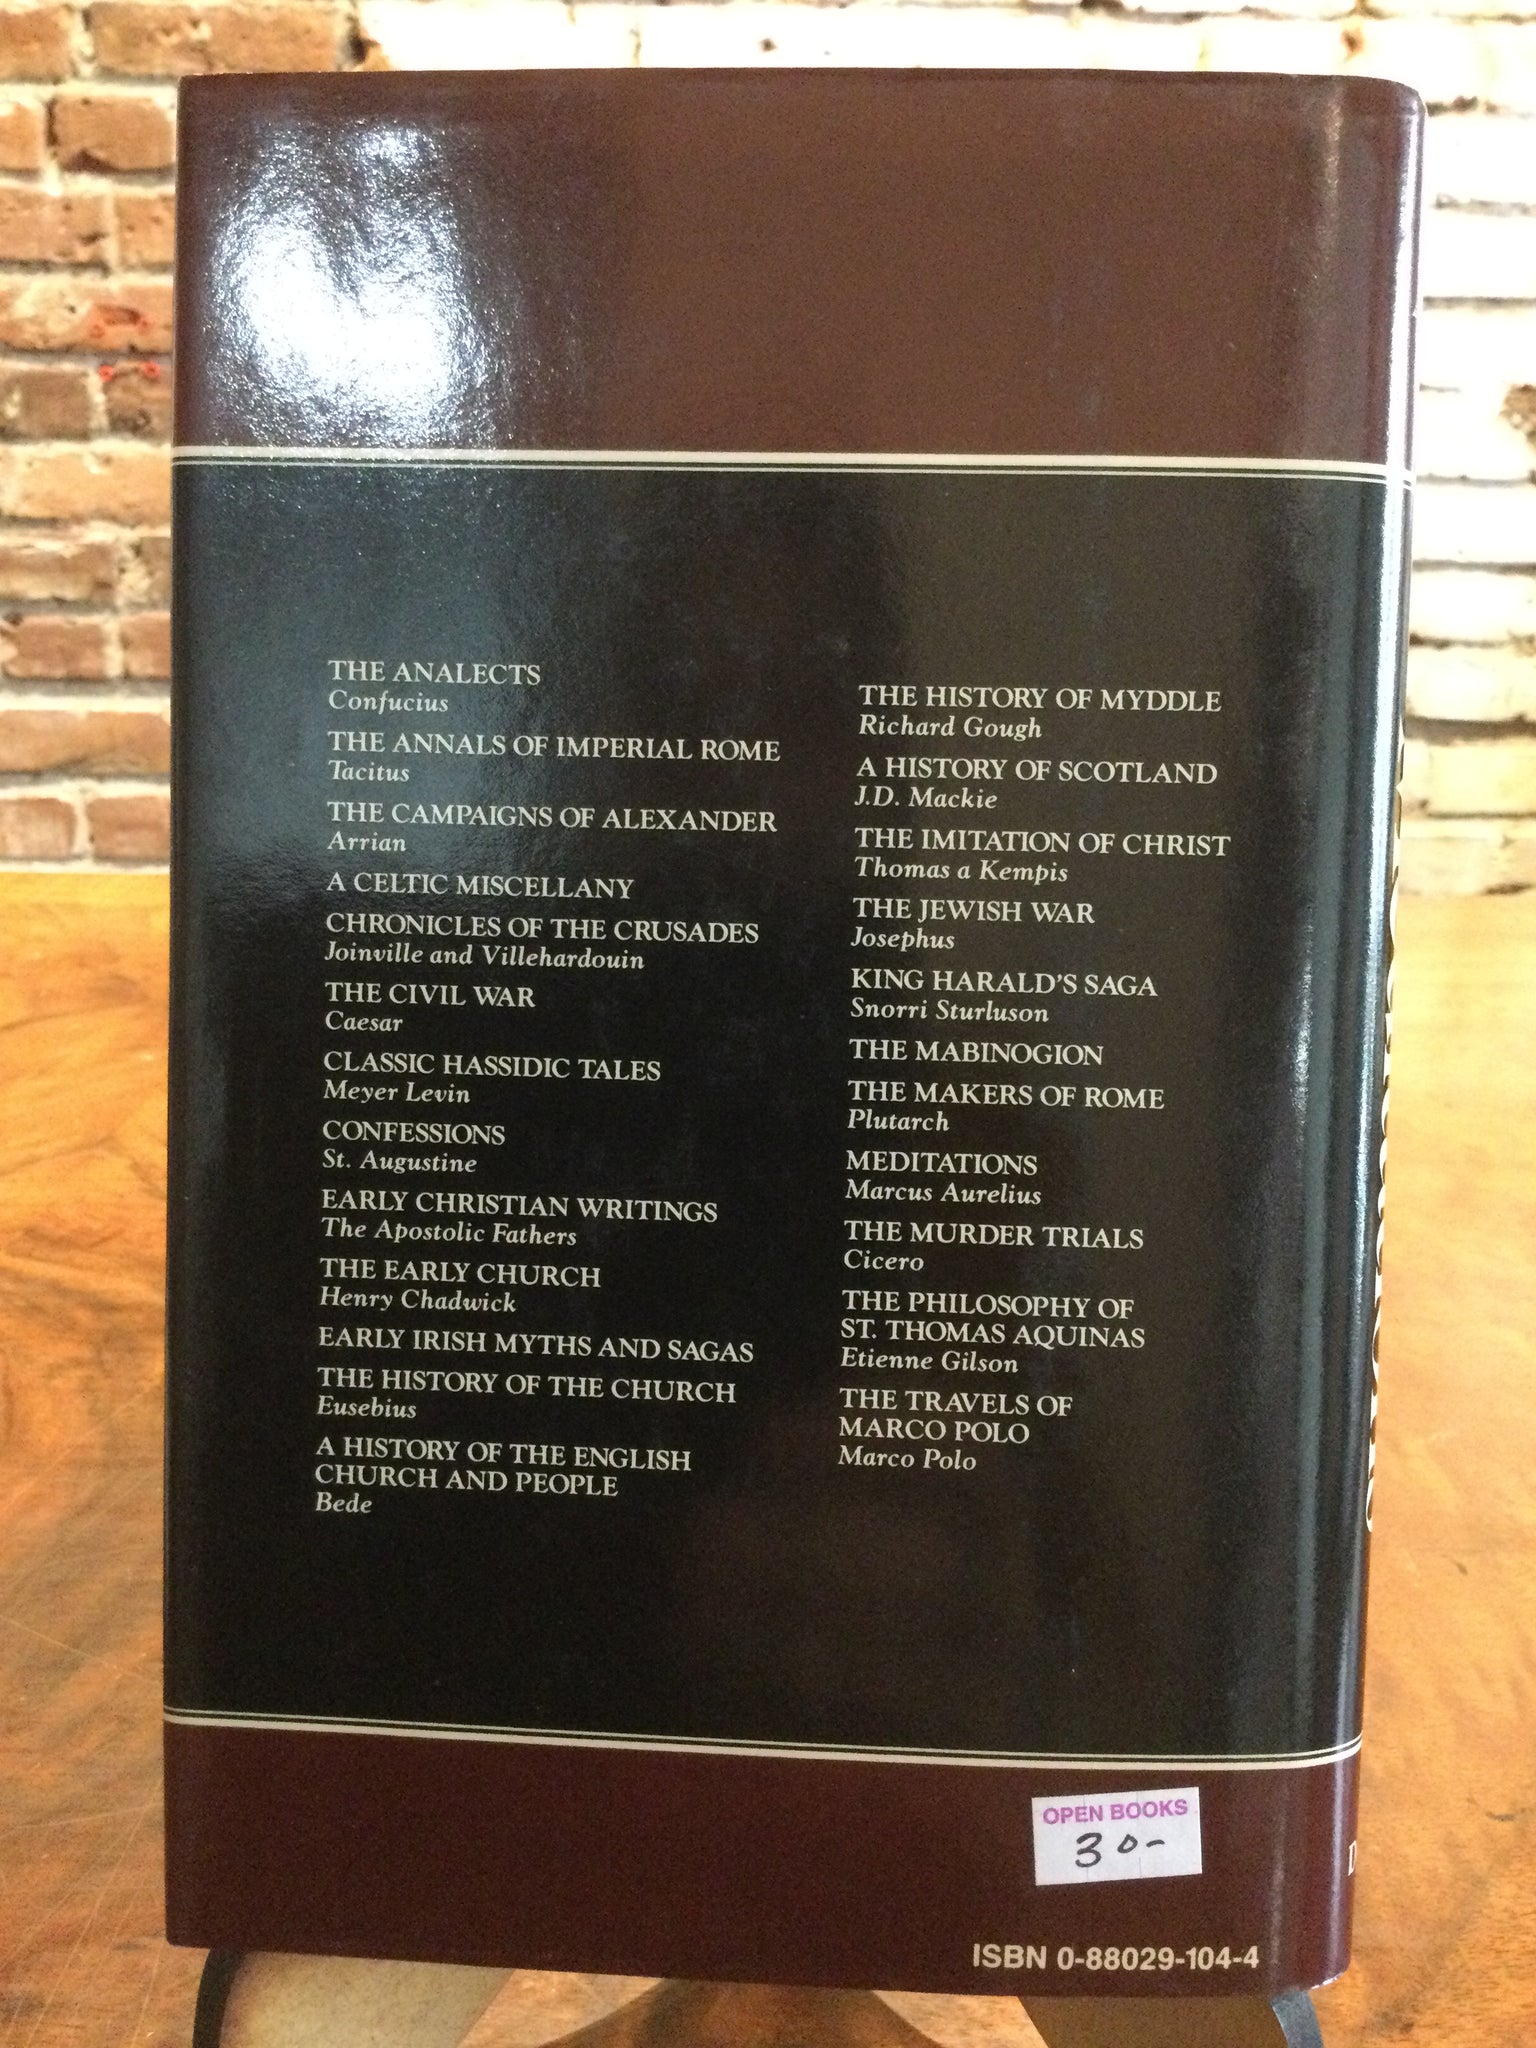 THE ANALECTS
Confucius
THE ANNALS OF IMPERIAL ROME
Tacitus
THE CAMPAIGNS OF ALEXANDER
Arrian
A CELTIC MISCELLANY
CHRONICLES OF THE CRUSADES
Joinville and Villehardouin
THE CIVIL WAR
Caesar
CLASSIC HASSIDIC TALES
Meyer Levin
CONFESSIONS
St. Augustine
EARLY CHRISTIAN WRITINGS
The Apostolic Fathers
THE EARLY CHURCH
Henry Chadwick
EARLY IRISH MYTHS AND SAGAS
THE HISTORY OF THE CHURCH
Eusebius
A HISTORY OF THE ENGLISH
CHURCH AND PEOPLE
Bede
THE HISTORY OF MYDDLE
Richard Gough
A HISTORY OF SCOTLAND
J.D. Mackie
THE IMITATION OF CHRIST
Thomas a Kempis
THE JEWISH WAR
Josephus
KING HARALD'S SAGA
Snorri Sturluson
THE MABINOGION
THE MAKERS OF ROME
Plutarch
MEDITATIONS
Marcus Aurelius
THE MURDER TRIALS
Cicero
THE PHILOSOPHY OF
ST. THOMAS AQUINAS
Etienne Gilson
THE TRAVELS OF
MARCO POLO
Marco Polo
OPEN BOOKS
30-
ISBN 0-88029-104-4